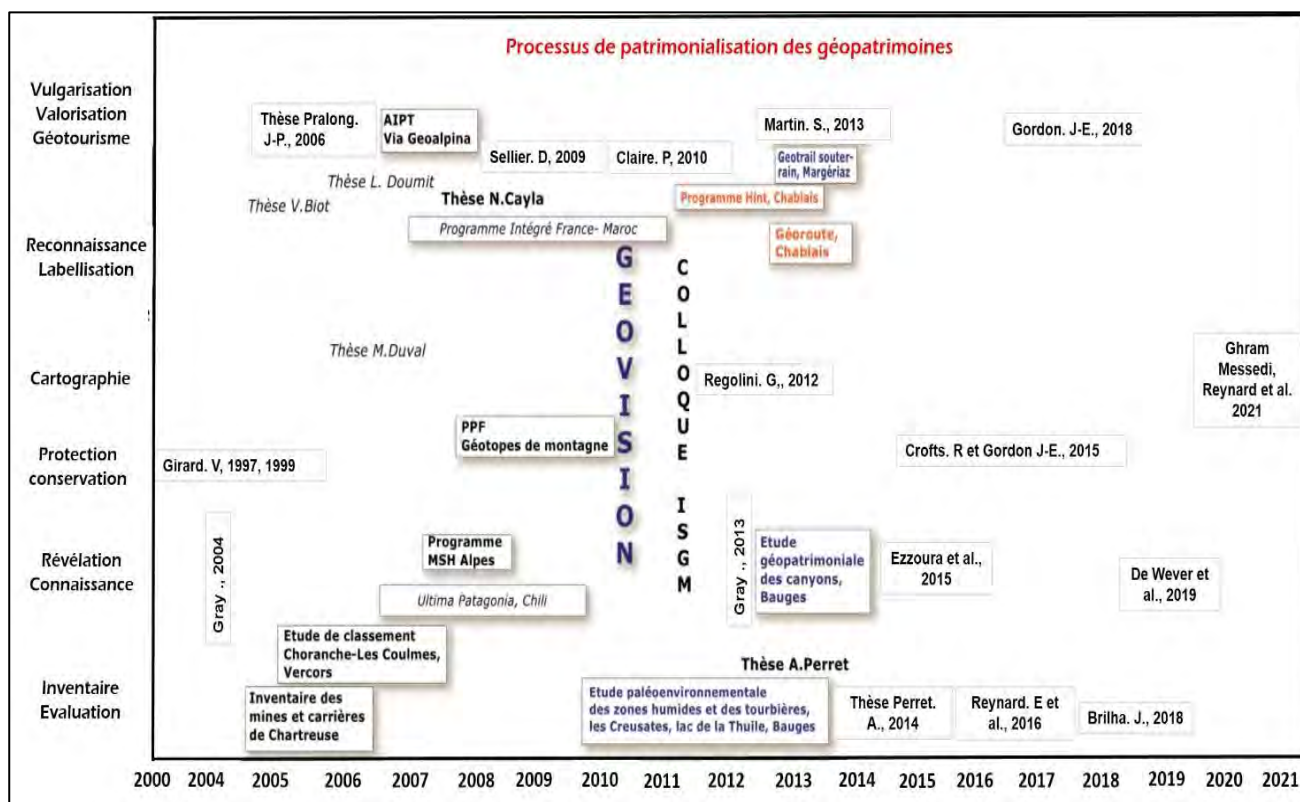 Processus de patrimonialisation des géopatrimoines
Vulgarisation
Valorisation
Géotourisme
Thèse Pralong.
J-P., 2006
AIPT
Via Geoalpina
Sellier. D, 2009
Claire. P, 2010
Martin. S., 2013
Gordon. J-E., 2018
Geotrail souter-
rain, Margériaz
Thèse L. Doumit
Thèse V.Biot
Thèse N.Cayla
Programme Hint, Chablais
Reconnaissance
Labellisation
Programme Intégré France- Maroc
Géoroute,
Chablais
GEOVISION
COLLOQUE ISGM
Thèse M.Duval
Cartographie
Regolini. G,, 2012
Ghram
Messedi,
Reynard et al.
2021
Protection
conservation
Girard. V, 1997, 1999
PPF
Géotopes de montagne
Crofts. R et Gordon J-E., 2015
Révélation
Connaissance
Gray ., 2004
Programme
MSH Alpes
Ultima Patagonia, Chili
Gray ., 2013
Etude
géopatrimoniale
des canyons,
Bauges
Ezzoura et al.,
2015
De Wever et
al., 2019
Etude de classement
Choranche-Les Coulmes,
Vercors
Inventaire
Evaluation
Inventaire des
mines et carrières
de Chartreuse
Thèse A.Perret
Etude paléoenvironnementale
des zones humides et des tourbières,
les Creusates, lac de la Thuile, Bauges
Thèse Perret.
A., 2014
Reynard. E et
al., 2016
Brilha. J., 2018
2000 2004 2005 2006 2007 2008 2009 2010 2011 2012 2013 2014 2015 2016 2017 2018 2019 2020 2021